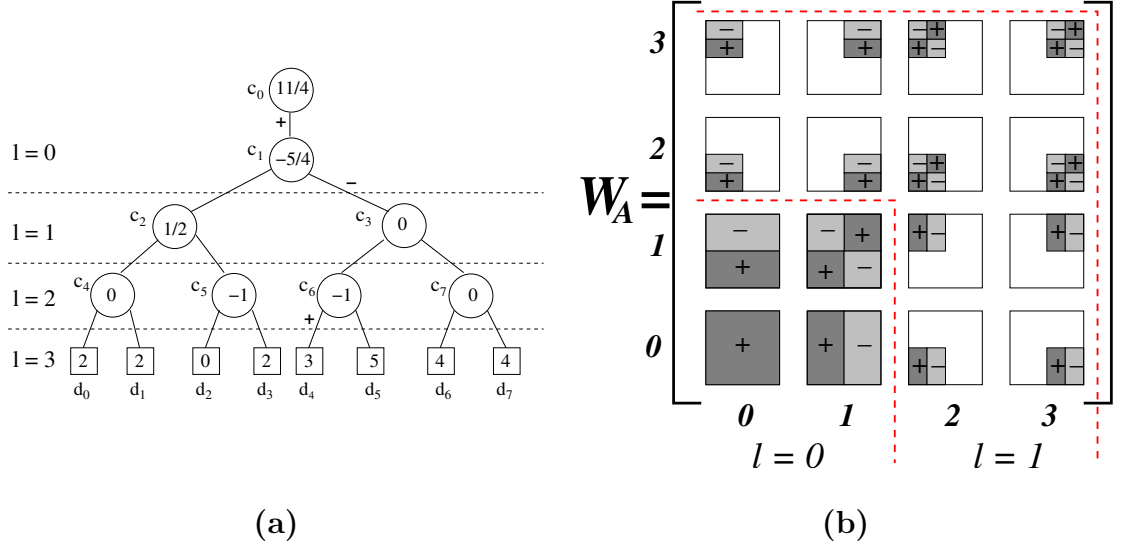 c0 11/4
+
l = 0
c1 −5/4
−
l = 1
c2 1/2
c3 0
l = 2
c4 0
c5 −1
c6 −1
c7 0
+
l = 3
2 2 0 2 3 5 4 4
d0 d1 d2 d3 d4 d5 d6 d7
(a)
WA =
3
− − − + − +
+ + + − + −
2
− − − + − +
+ + + − + −
1
− − + + − + −
+ + −
0
+ + − + − + −
0 1 2 3
l = 0 l = 1
(b)